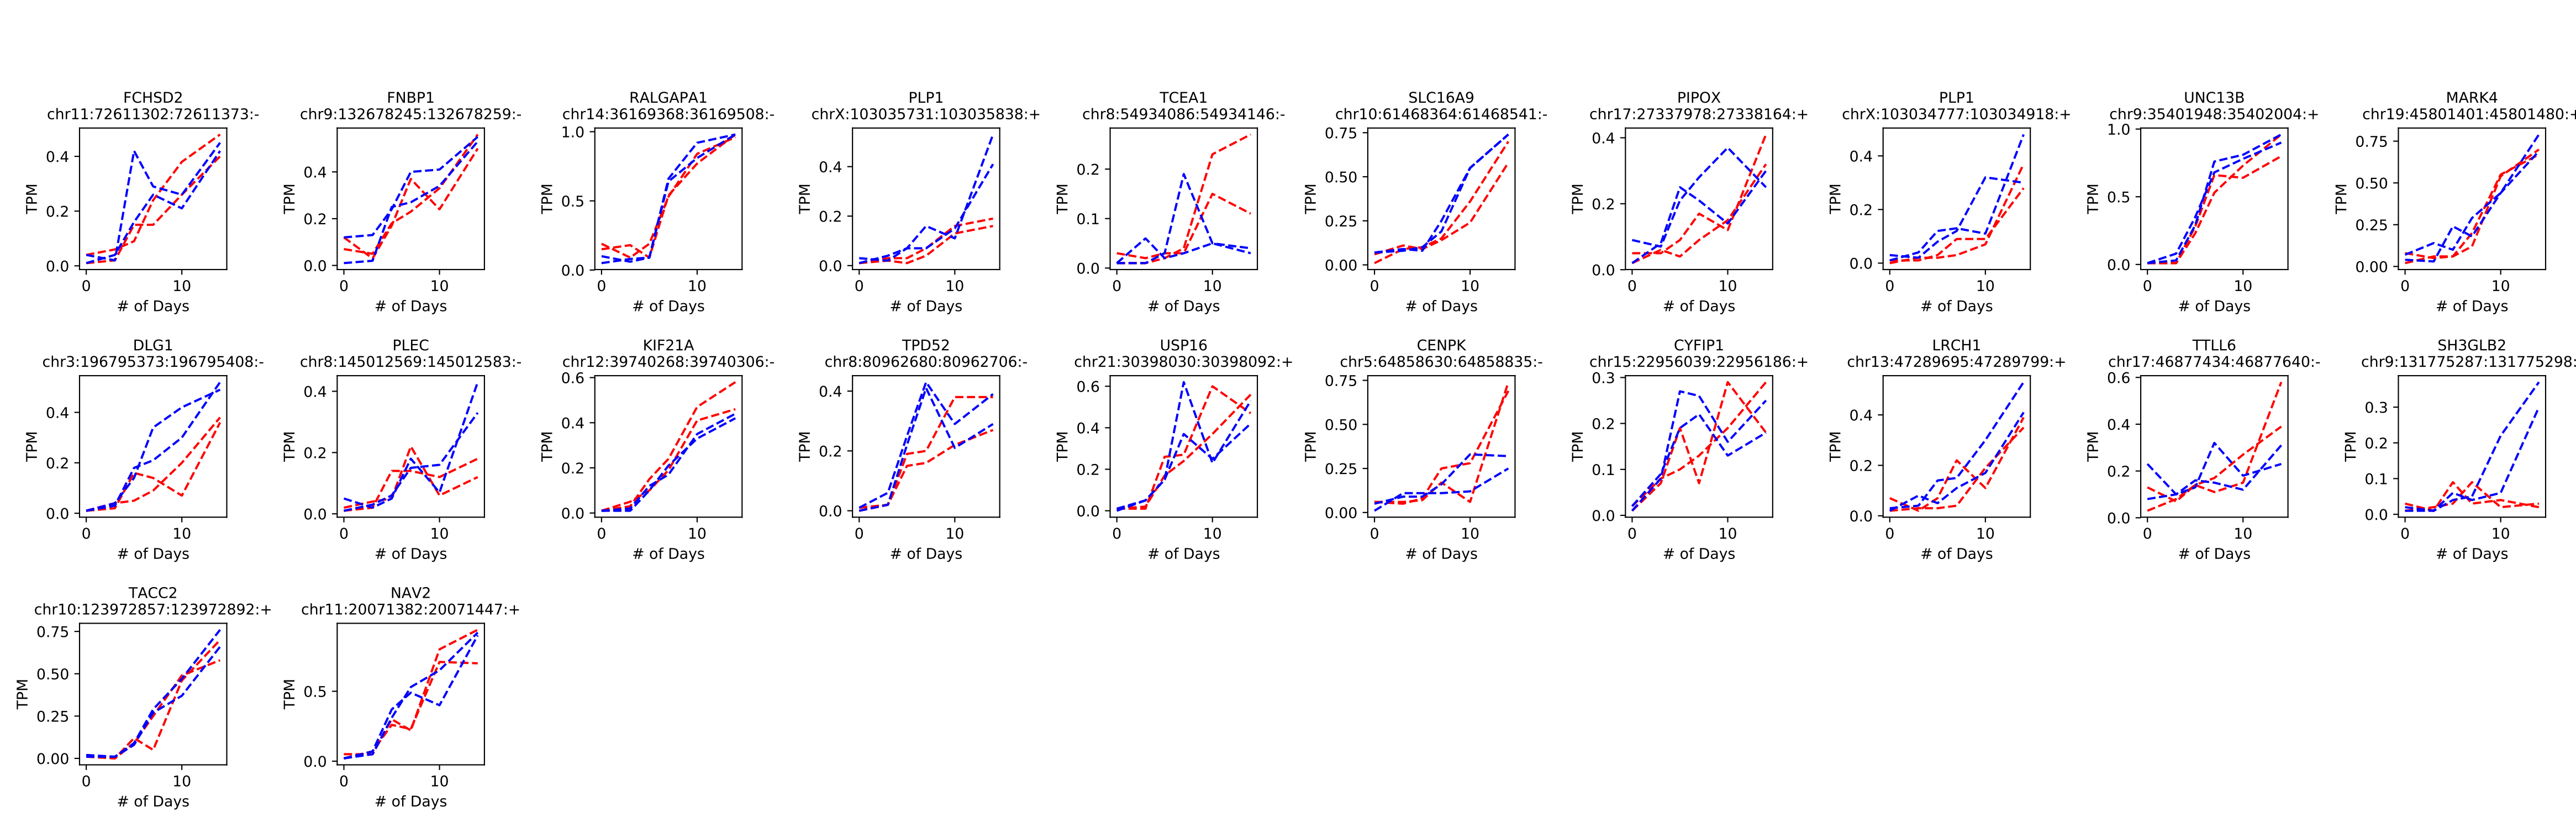 FCHSD2
chr11:72611302:72611373:-
TPM
0.4
0.2
0.0
0
10
# of Days
FNBP1
chr9:132678245:132678259:-
TPM
0.4
0.2
0.0
0
10
# of Days
RALGAPA1
chr14:36169368:36169508:-
TPM
1.0
0.5
0.0
0
10
# of Days
PLP1
chrX:103035731:103035838:+
TPM
0.4
0.2
0.0
0
10
# of Days
TCEA1
chr8:54934086:54934146:-
TPM
0.2
0.1
0.0
0
10
# of Days
SLC16A9
chr10:61468364:61468541:-
TPM
0.75
0.50
0.25
0.00
0
10
# of Days
PIPOX
chr17:27337978:27338164:+
TPM
0.4
0.2
0.0
0
10
# of Days
PLP1
chrX:103034777:103034918:+
TPM
0.4
0.2
0.0
0
10
# of Days
UNC13B
chr9:35401948:35402004:+
TPM
1.0
0.5
0.0
0
10
# of Days
MARK4
chr19:45801401:45801480:+
TPM
0.75
0.50
0.25
0.00
0
10
# of Days
DLG1
chr3:196795373:196795408:-
TPM
0.4
0.2
0.0
0
10
# of Days
PLEC
chr8:145012569:145012583:-
TPM
0.4
0.2
0.0
0
10
# of Days
KIF21A
chr12:39740268:39740306:-
TPM
0.6
0.4
0.2
0.0
0
10
# of Days
TPD52
chr8:80962680:80962706:-
TPM
0.4
0.2
0.0
0
10
# of Days
USP16
chr21:30398030:30398092:+
TPM
0.6
0.4
0.2
0.0
0
10
# of Days
CENPK
chr5:64858630:64858835:-
TPM
0.75
0.50
0.25
0.00
0
10
# of Days
CYFIP1
chr15:22956039:22956186:+
TPM
0.3
0.2
0.1
0.0
0
10
# of Days
LRCH1
chr13:47289695:47289799:+
TPM
0.4
0.2
0.0
0
10
# of Days
TTLL6
chr17:46877434:46877640:-
TPM
0.6
0.4
0.2
0.0
0
10
# of Days
SH3GLB2
chr9:131775287:131775298:
TPM
0.3
0.2
0.1
0.0
0
10
# of Days
TACC2
chr10:123972857:123972892:+
TPM
0.75
0.50
0.25
0.00
0
10
# of Days
NAV2
chr11:20071382:20071447:+
TPM
0.5
0.0
0
10
# of Days